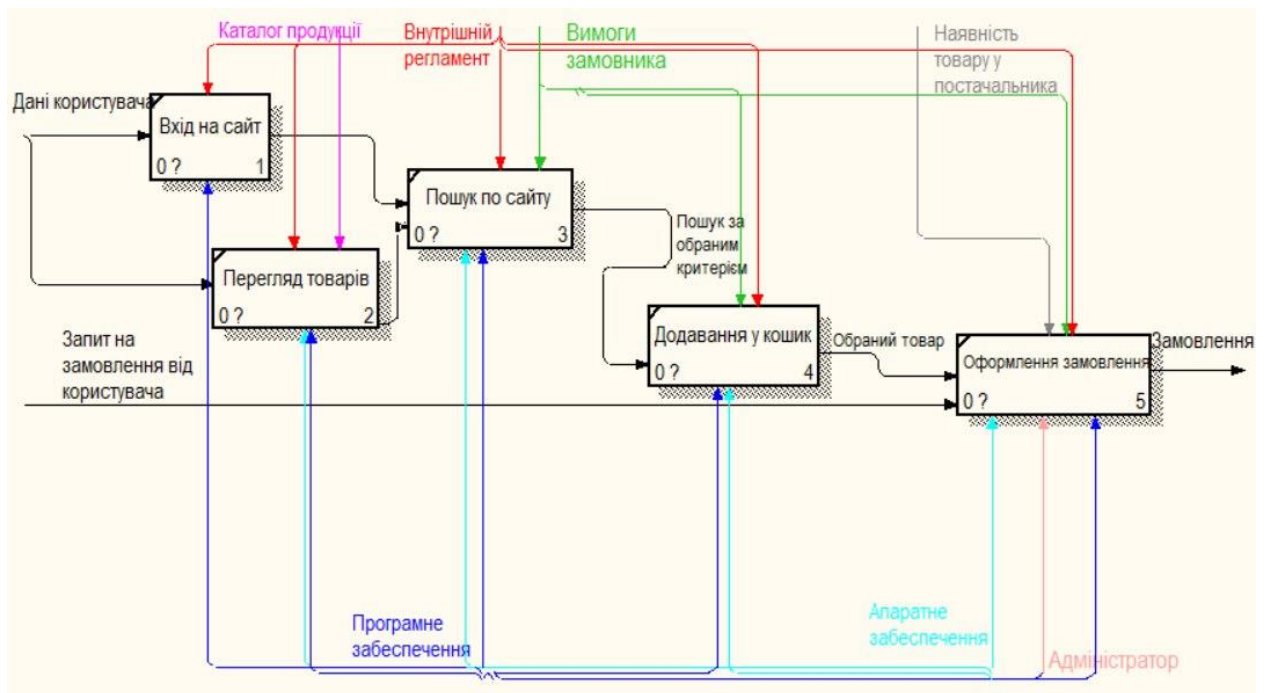 Каталог продукції
Внутрішній
регламент
Вимоги
замовника
Наявність
товару у
постачальника
Дані користувача
Вхід на сайт
0 ?
1
Пошук по сайту
0 ?
3
Пошук за
обраним
критерієм
Перегляд товарів
0 ?
2
Запит на
замовлення від
користувача
Додавання у кошик
0 ?
4
Обраний товар
Оформлення замовлення
0 ?
5
Замовлення
Програмне
забеспечення
Апаратне
забеспечення
Адміністратор